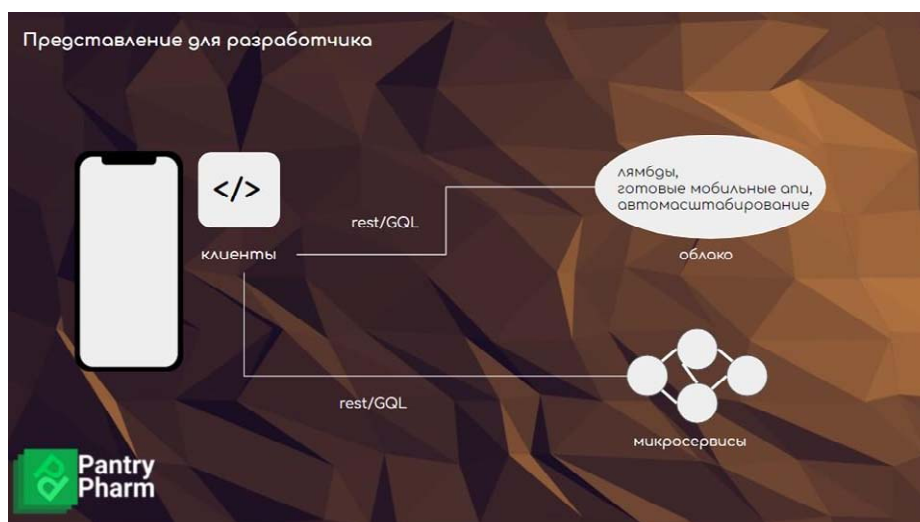 Представление для разработчика
</>
rest/GQL
клиенты
лямбды,
готовые мобильные апи,
автомасштабирование
облако
rest/GQL
микросервисы
Pantry
Pharm